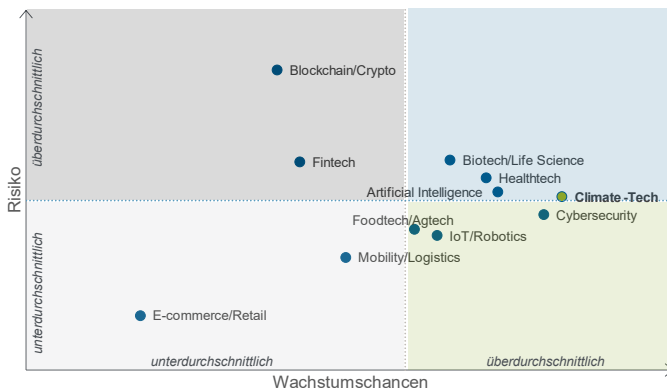 Blockchain/Crypto
Fintech
Biotech/Life Science
Healthtech
Artificial Intelligence
Climate-Tech
Cybersecurity
Foodtech/Agtech
IoT/Robotics
Mobility/Logistics
E-commerce/Retail
Risiko
überdurchschnittlich
unterdurchschnittlich
unterdurchschnittlich
überdurchschnittlich
Wachstumschancen